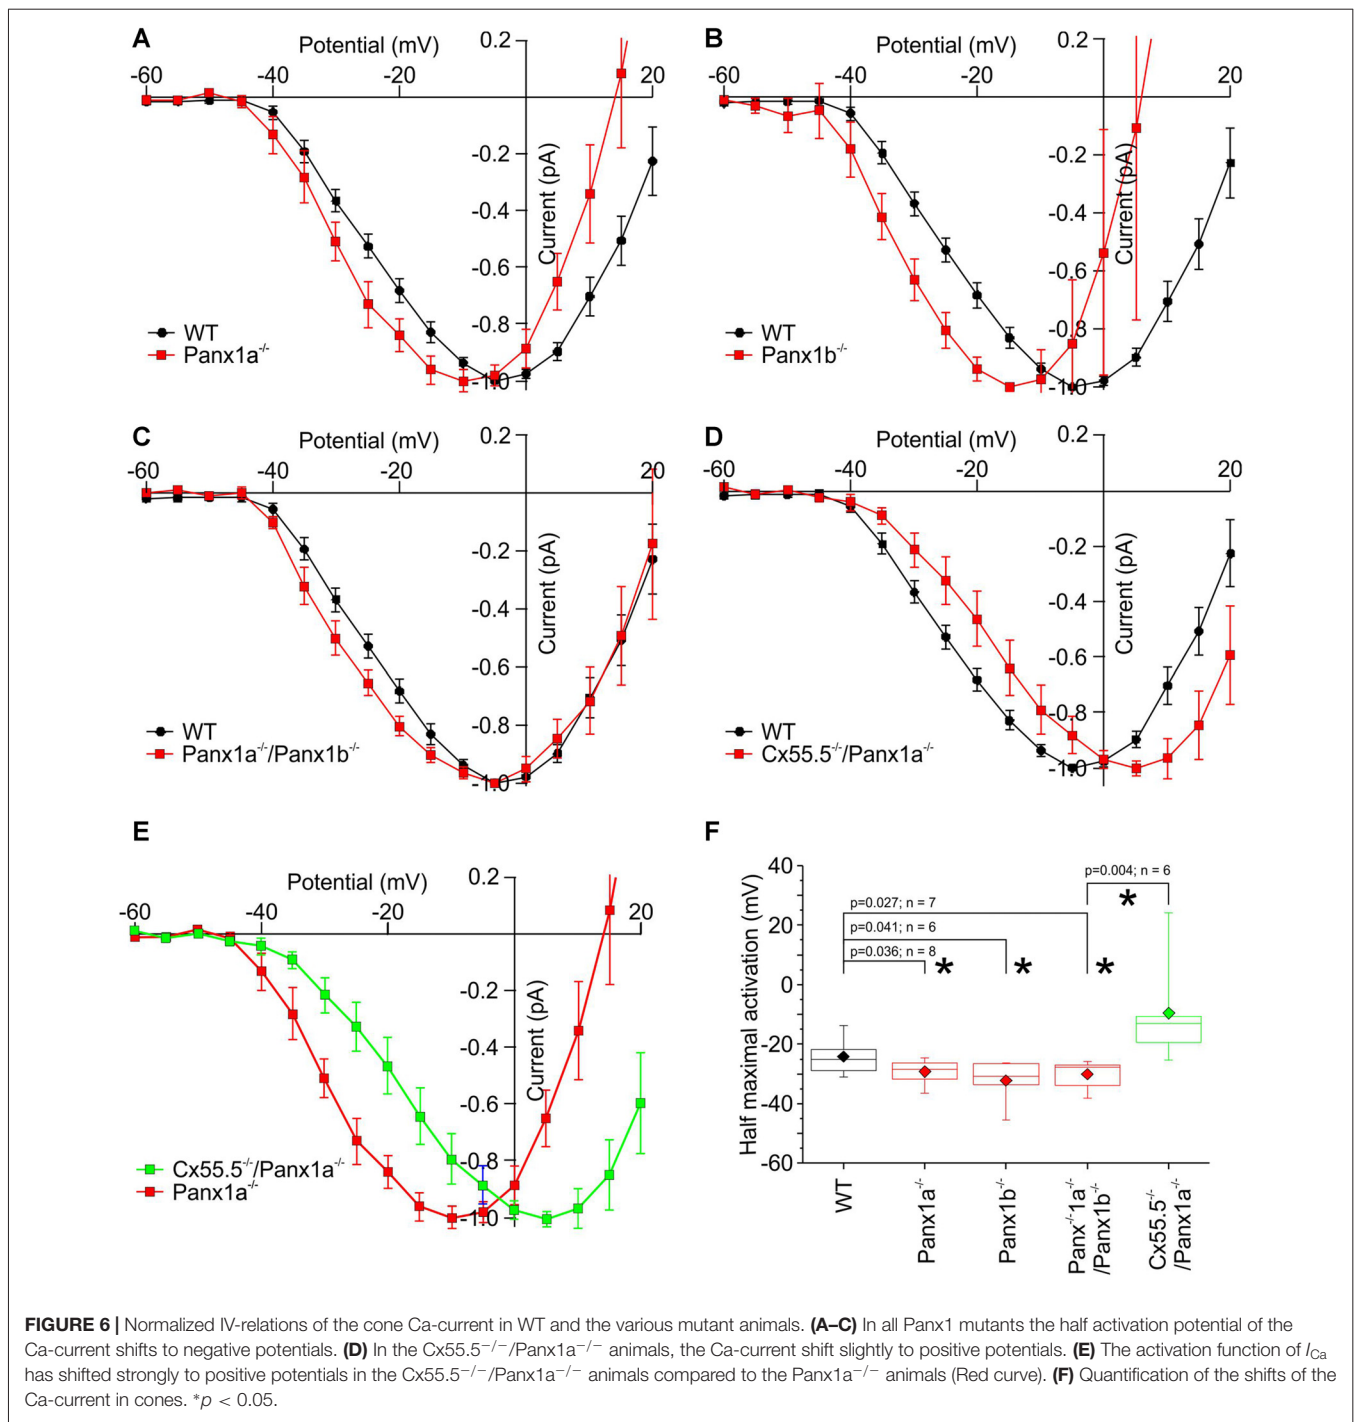 A
Potential (mV)
0.2
-60
-40
-20
20
-0.2
-0.4
-0.6
-0.8
-1.0
Current (pA)
WT
Panx1a-/-
B
Potential (mV)
0.2
-60
-40
-20
20
-0.2
-0.4
-0.6
-0.8
-1.0
Current (pA)
WT
Panx1b-/-
C
Potential (mV)
0.2
-60
-40
-20
20
-0.2
-0.4
-0.6
-0.8
-1.0
Current (pA)
WT
Panx1a-/-/Panx1b-/-
D
Potential (mV)
0.2
-60
-40
-20
20
-0.2
-0.4
-0.6
-0.8
-1.0
Current (pA)
WT
Cx55.5-/-/Panx1a-/-
E
Potential (mV)
0.2
-60
-40
-20
20
-0.2
-0.4
-0.6
-0.8
-1.0
Current (pA)
Cx55.5-/-/Panx1a-/-
Panx1a-/-
F
Half maximal activation (mV)
40
20
0
-20
-40
-60
p=0.004; n = 6
p=0.027; n = 7
p=0.041; n = 6
p=0.036; n = 8
*
*
*
*
WT
Panx1a-/-
Panx1b-/-
Panx-/-1a-/-
/Panx1b-/-
Cx55.5-/-
/Panx1a-/-
FIGURE 6 | Normalized IV-relations of the cone Ca-current in WT and the various mutant animals. (A–C) In all Panx1 mutants the half activation potential of the
Ca-current shifts to negative potentials. (D) In the Cx55.5−/−/Panx1a−/− animals, the Ca-current shift slightly to positive potentials. (E) The activation function of ICa
has shifted strongly to positive potentials in the Cx55.5−/−/Panx1a−/− animals compared to the Panx1a−/− animals (Red curve). (F) Quantification of the shifts of the
Ca-current in cones. *p < 0.05.